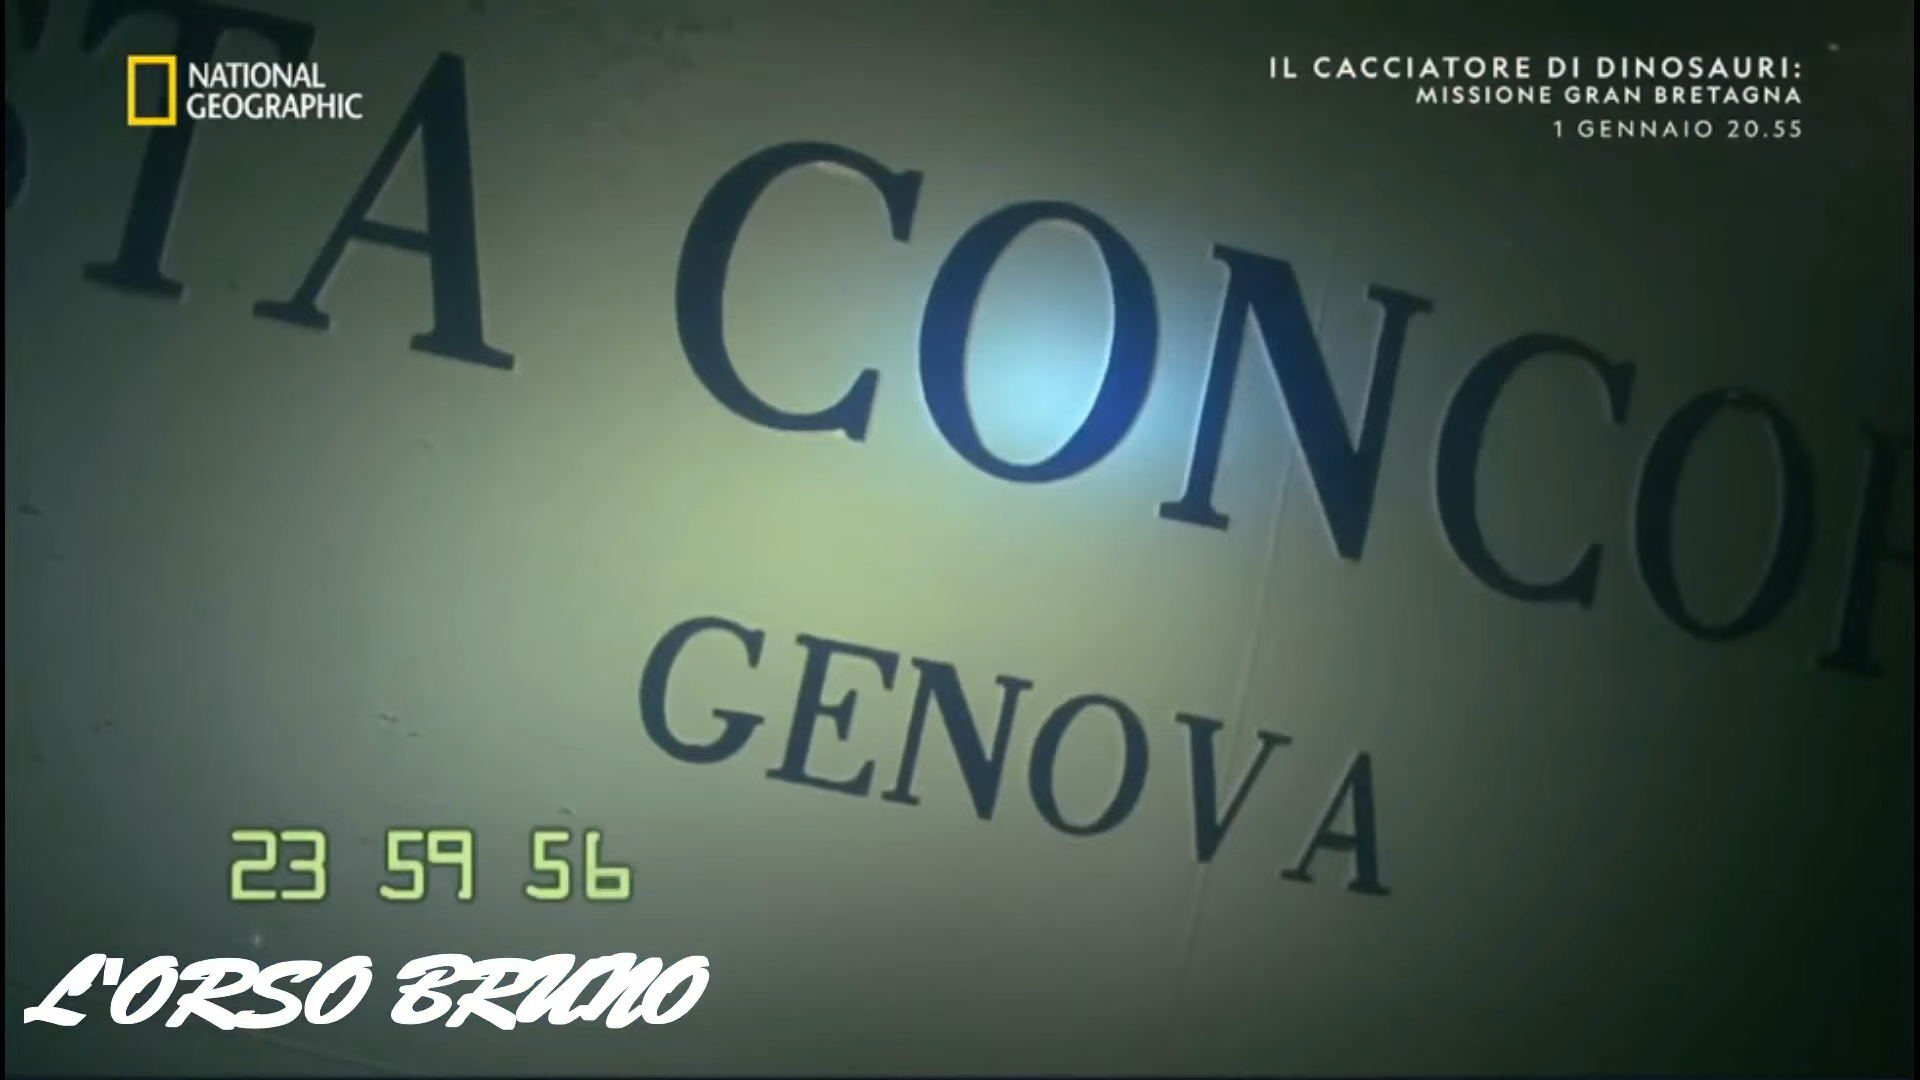 NATIONAL
GEOGRAPHIC
IL CACCIATORE DI DINOSAURI:
MISSIONE GRAN BRETAGNA
1 GENNAIO 20.55
STA CONCOR
GENOVA
23 59 56
L'ORSO BRUNO